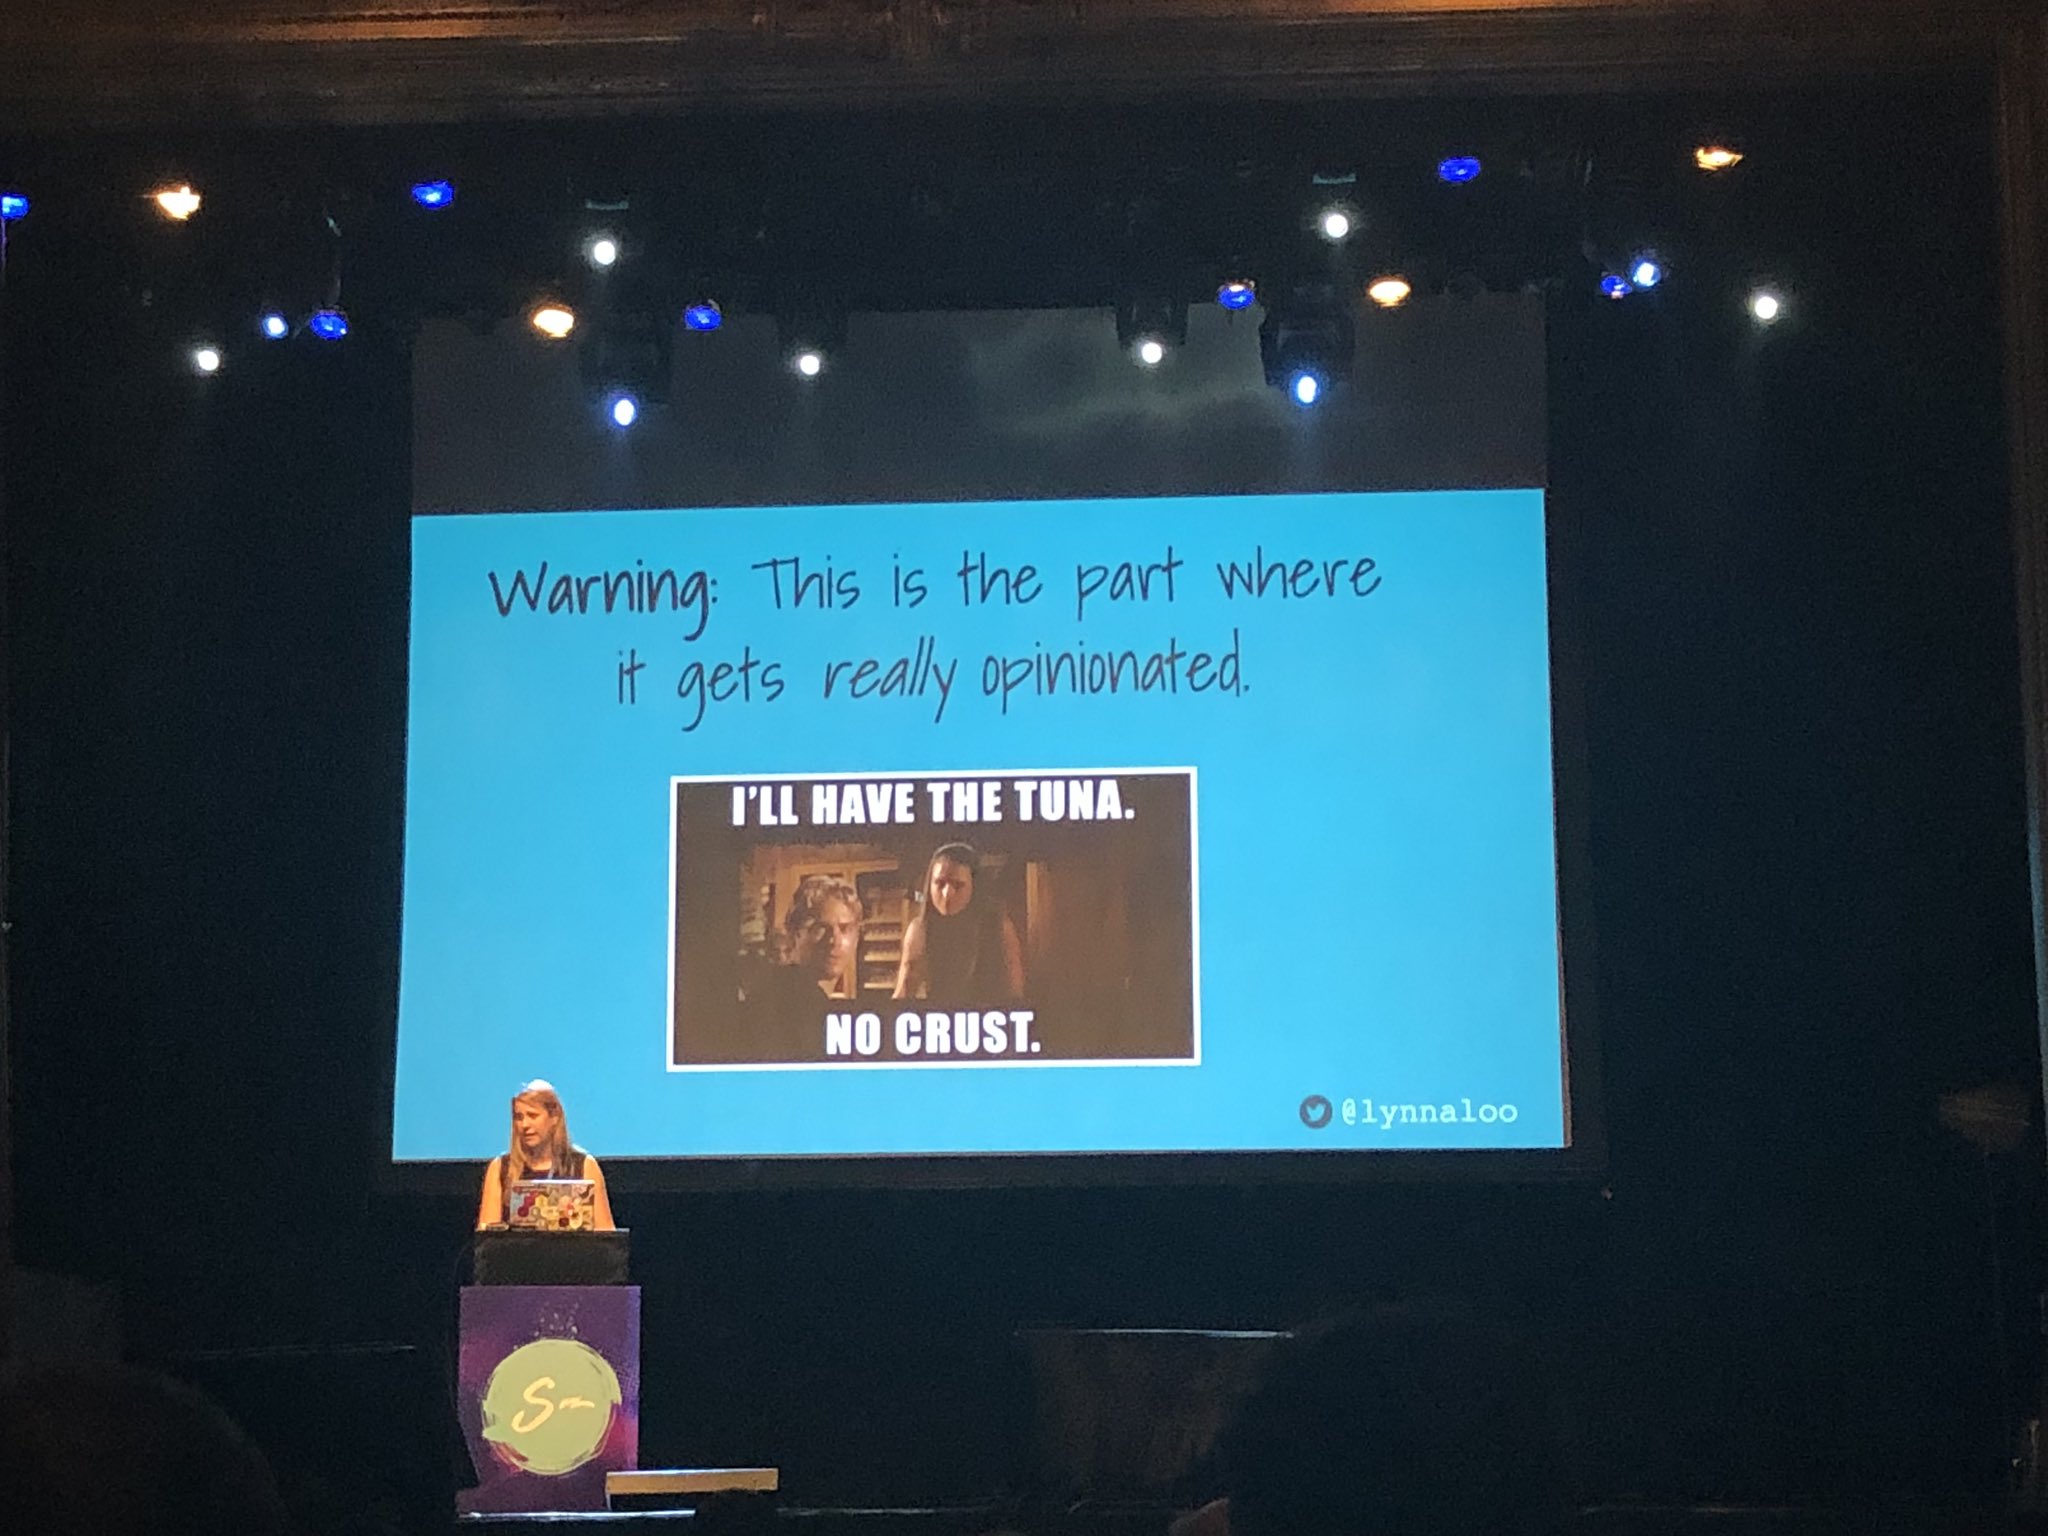 Warning: This is the part where
it gets really opinionated.
I'LL HAVE THE TUNA.
NO CRUST.
@lynnaloo